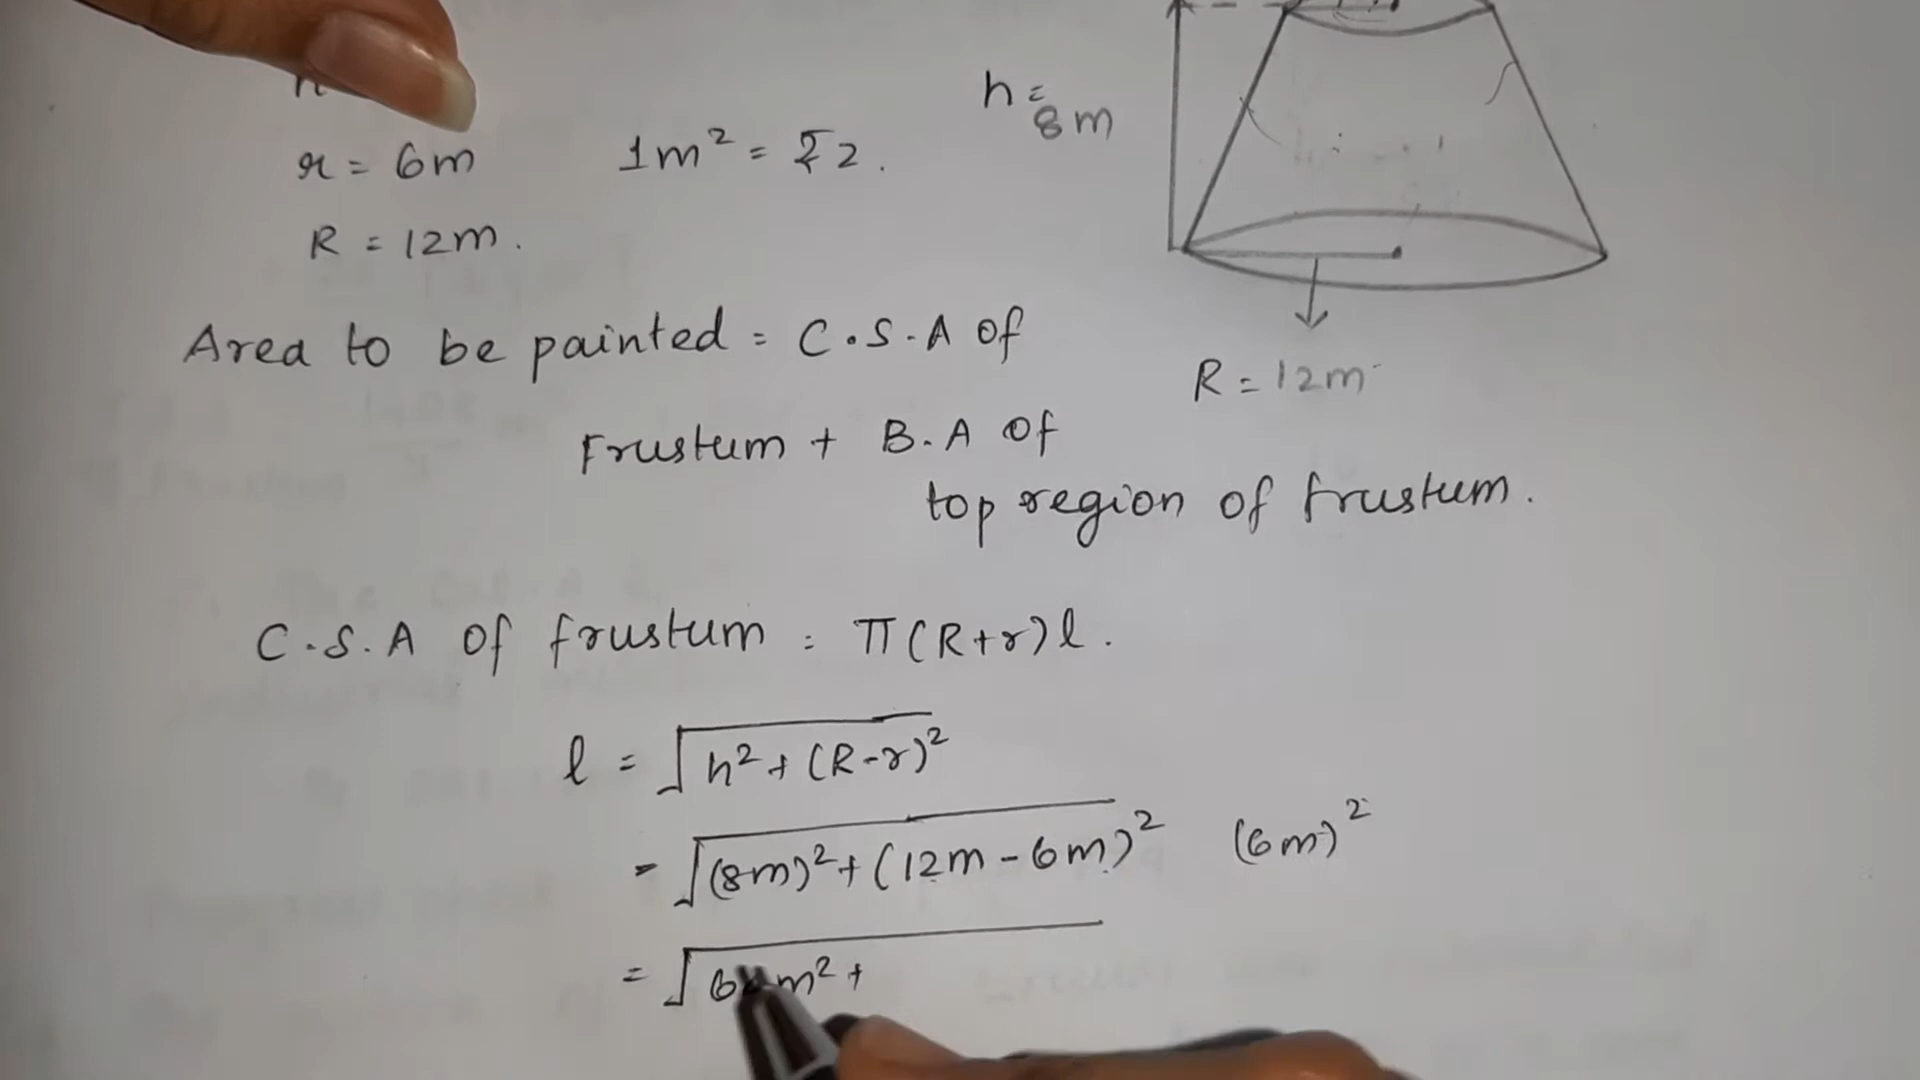 r = 6m
1m² = ₹2.
h =
8m
R = 12m.
Area to be painted = C.S.A of
R = 12m
Frustum + B.A of
top region of frustum.
C.S.A of frustum = π(R+r)l.
l = √h²+(R-r)²
= √(8m)²+(12m-6m)² (6m)²
= √ m² +